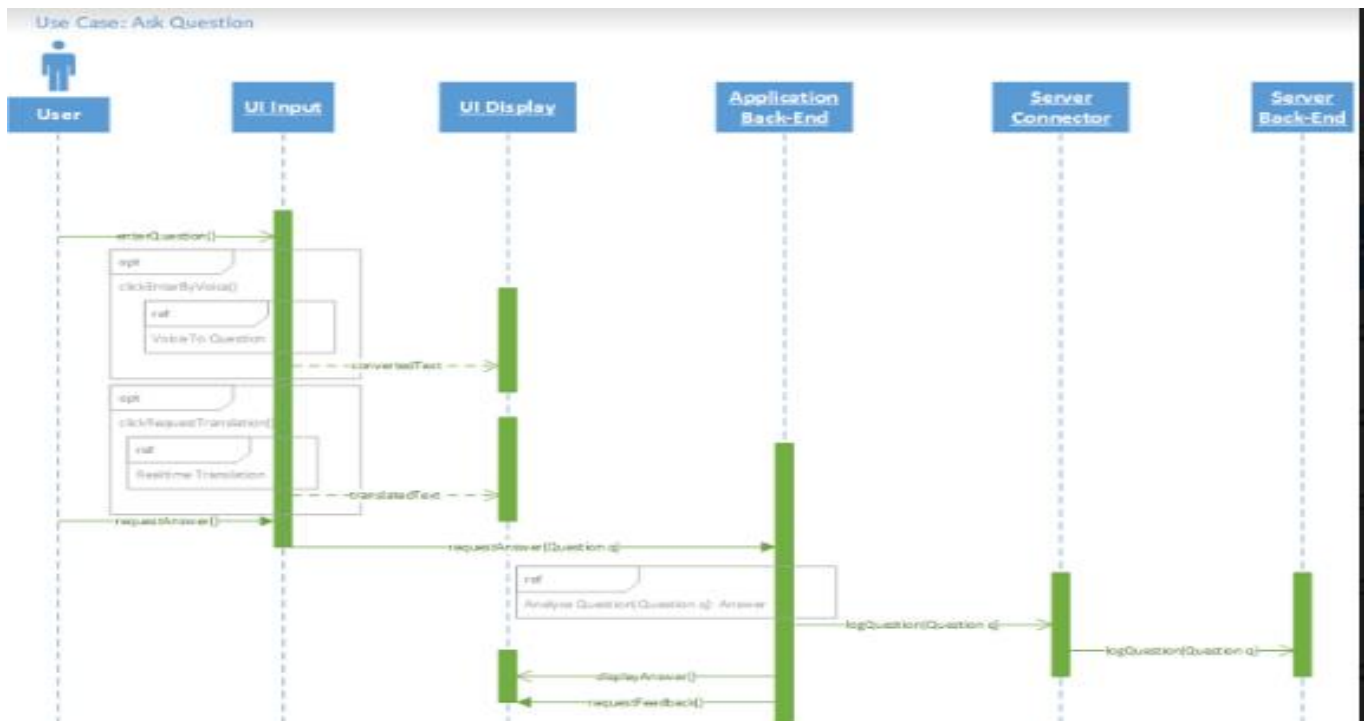 Use Case: Ask Question
User
UI Input
UI Display
Application
Back-End
Server
Connector
Server
Back-End
enterQuestion()
opt
clickEnterByVoice()
ref
Voice To Question
convertedText
opt
clickRequestTranslation()
ref
Realtime Translation
translatedText
requestAnswer()
requestAnswer(Question q)
ref
Analyse Question(Question q): Answer
logQuestion(Question q)
logQuestion(Question q)
displayAnswer()
requestFeedback()